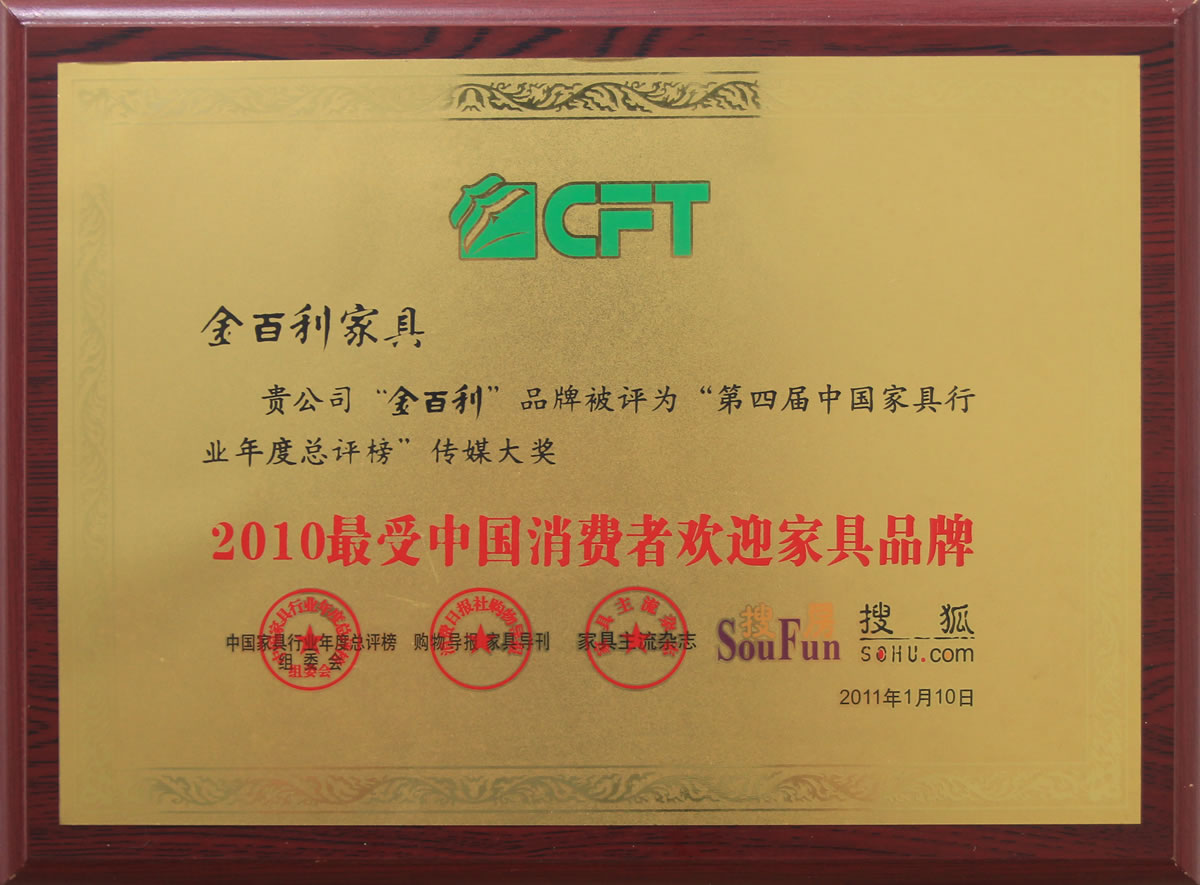 CFT
金百利家具
贵公司“金百利”品牌被评为“第四届中国家具行
业年度总评榜”传媒大奖
2010最受中国消费者欢迎家具品牌
中国家具行业年度总评榜 购物导报 家具导刊 家具主流杂志 搜房 搜 狐
组 委 会 SouFun SOHU.com
2011年1月10日